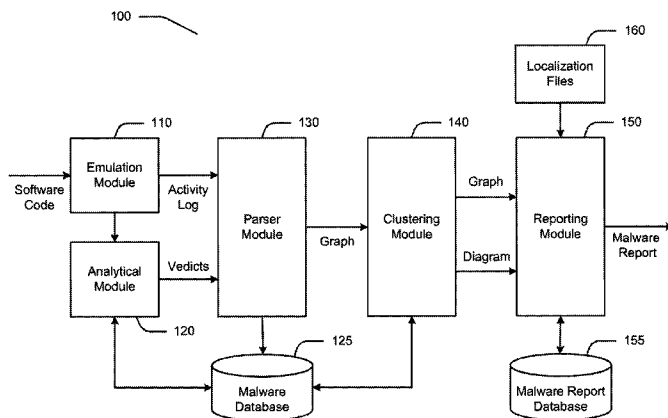 100
160
Localization
Files
110
130
140
150
Software
Code
Emulation
Module
Activity
Log
Parser
Module
Graph
Clustering
Module
Graph
Diagram
Reporting
Module
Malware
Report
Analytical
Module
Vedicts
120
125
Malware
Database
155
Malware Report
Database